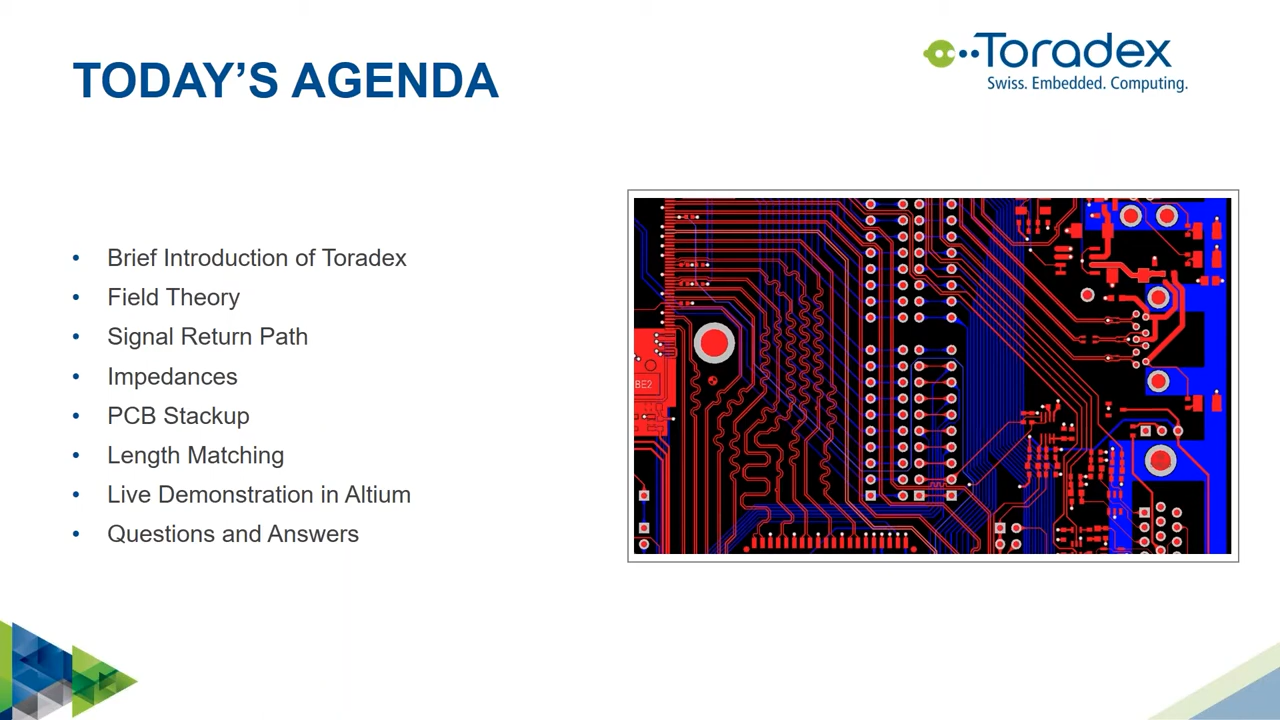 TODAY'S AGENDA
Toradex
Swiss. Embedded. Computing.
• Brief Introduction of Toradex
• Field Theory
• Signal Return Path
• Impedances
• PCB Stackup
• Length Matching
• Live Demonstration in Altium
• Questions and Answers